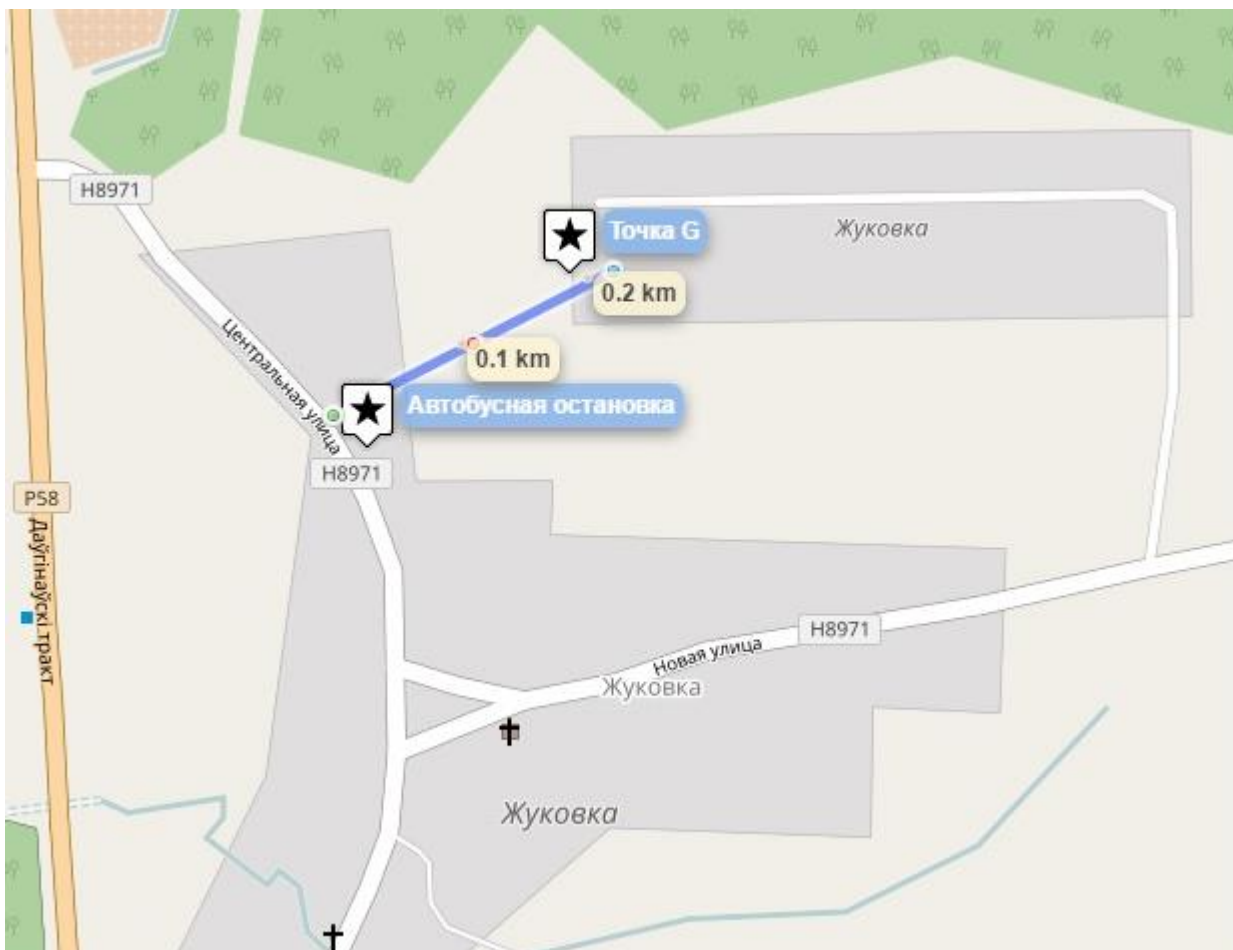 H8971
Точка G
Жуковка
0.2 km
Центральная улица
0.1 km
Автобусная остановка
H8971
P58
Даўгінаўскі тракт
H8971
Новая улица
Жуковка
Жуковка